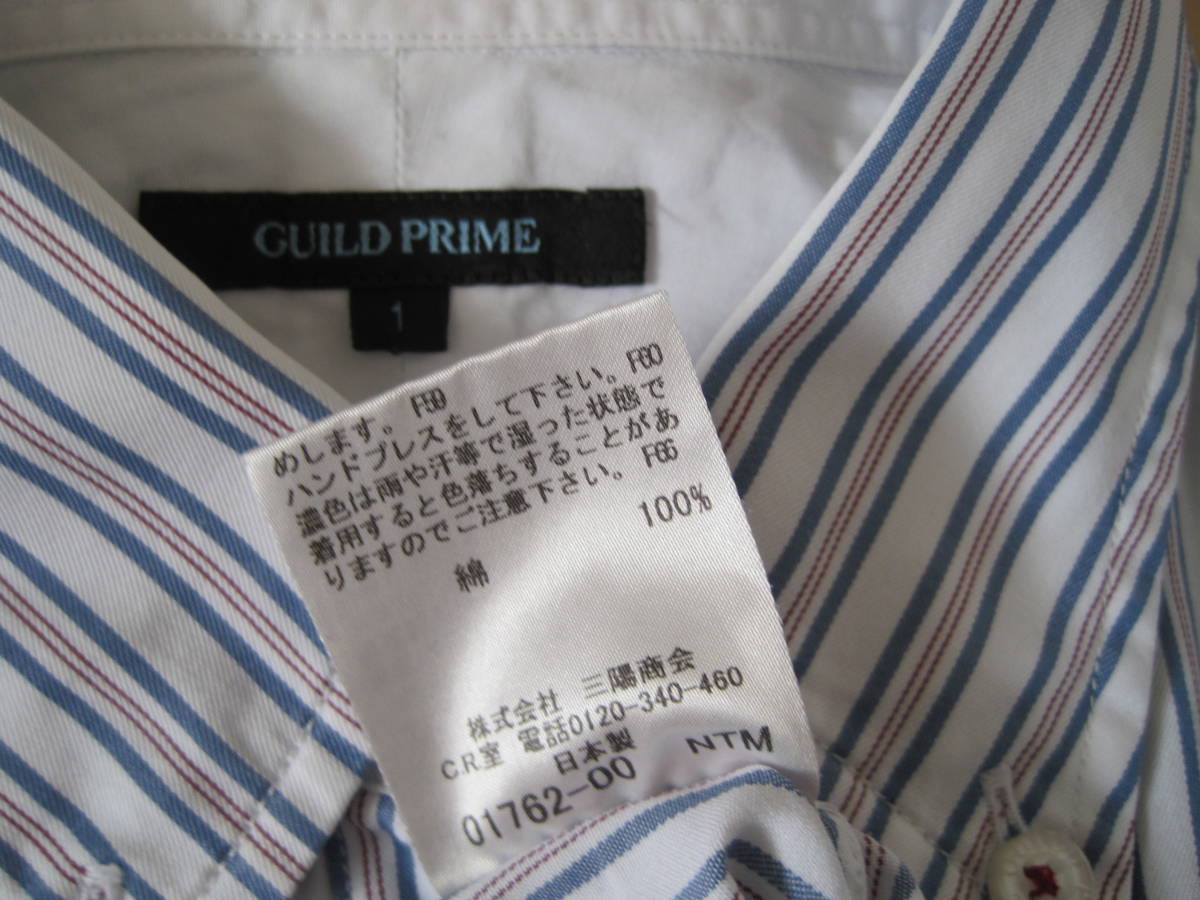 GUILD PRIME
1
めします。 F59
ハンドプレスをして下さい。F60
濃色は雨や汗等で湿った状態で
着用すると色落ちすることがあ
りますのでご注意下さい。 F66
綿 100%
株式会社 三陽商会
CR室 電話0120-340-460
日本製 NTM
01762-00